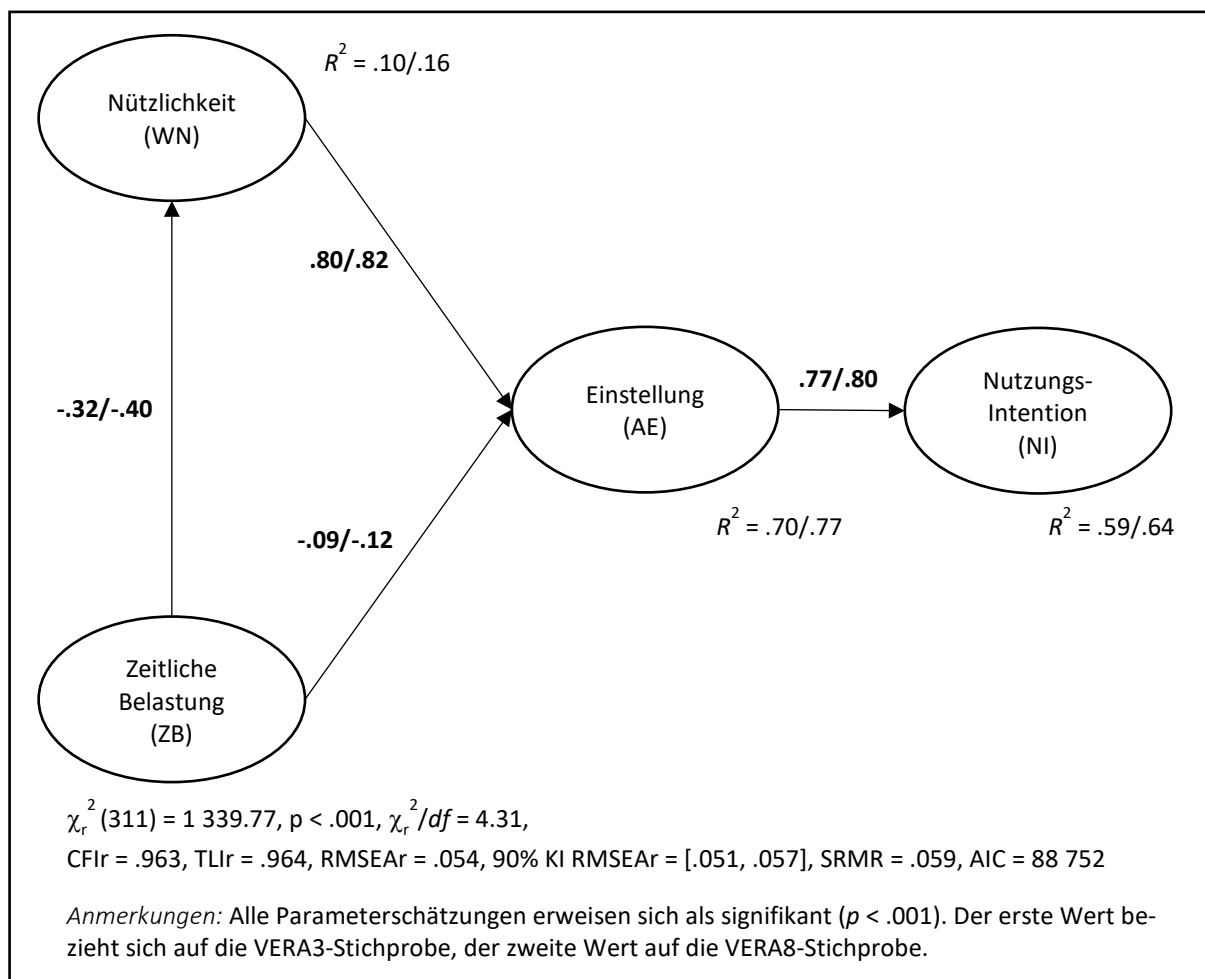 R² = .10/.16
Nützlichkeit
(WN)
.80/.82
-.32/-.40
Einstellung
(AE)
.77/.80
Nutzungs-
Intention
(NI)
R² = .70/.77
R² = .59/.64
-.09/-.12
Zeitliche
Belastung
(ZB)
χᵣ² (311) = 1 339.77, p < .001, χᵣ²/df = 4.31,
CFIr = .963, TLIr = .964, RMSEAr = .054, 90% KI RMSEAr = [.051, .057], SRMR = .059, AIC = 88 752
Anmerkungen: Alle Parameterschätzungen erweisen sich als signifikant (p < .001). Der erste Wert be-
zieht sich auf die VERA3-Stichprobe, der zweite Wert auf die VERA8-Stichprobe.